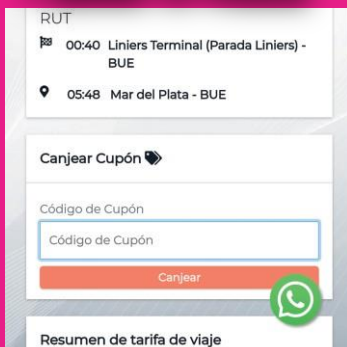 RUT
00:40 Liniers Terminal (Parada Liniers) -
BUE
05:48 Mar del Plata - BUE
Canjear Cupón
Código de Cupón
Código de Cupón
Canjear
Resumen de tarifa de viaje